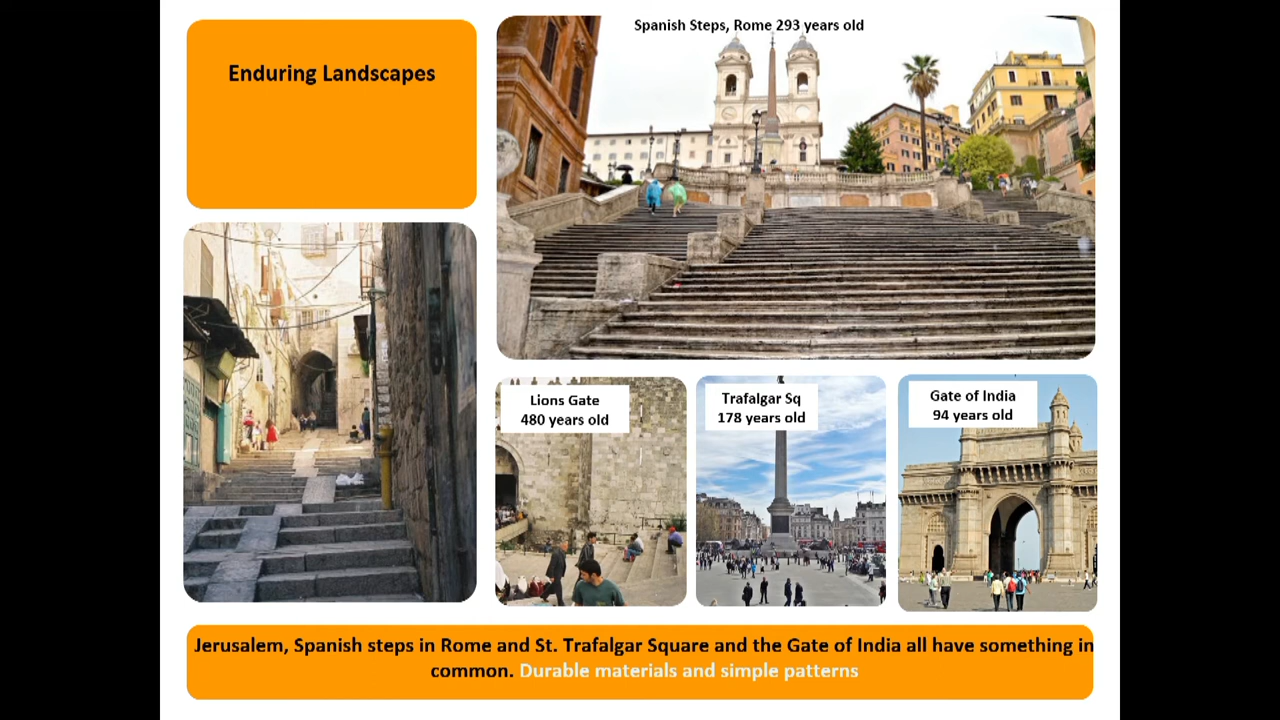 Enduring Landscapes
Spanish Steps, Rome 293 years old
Lions Gate
480 years old
Trafalgar Sq
178 years old
Gate of India
94 years old
Jerusalem, Spanish steps in Rome and St. Trafalgar Square and the Gate of India all have something in
common. Durable materials and simple patterns